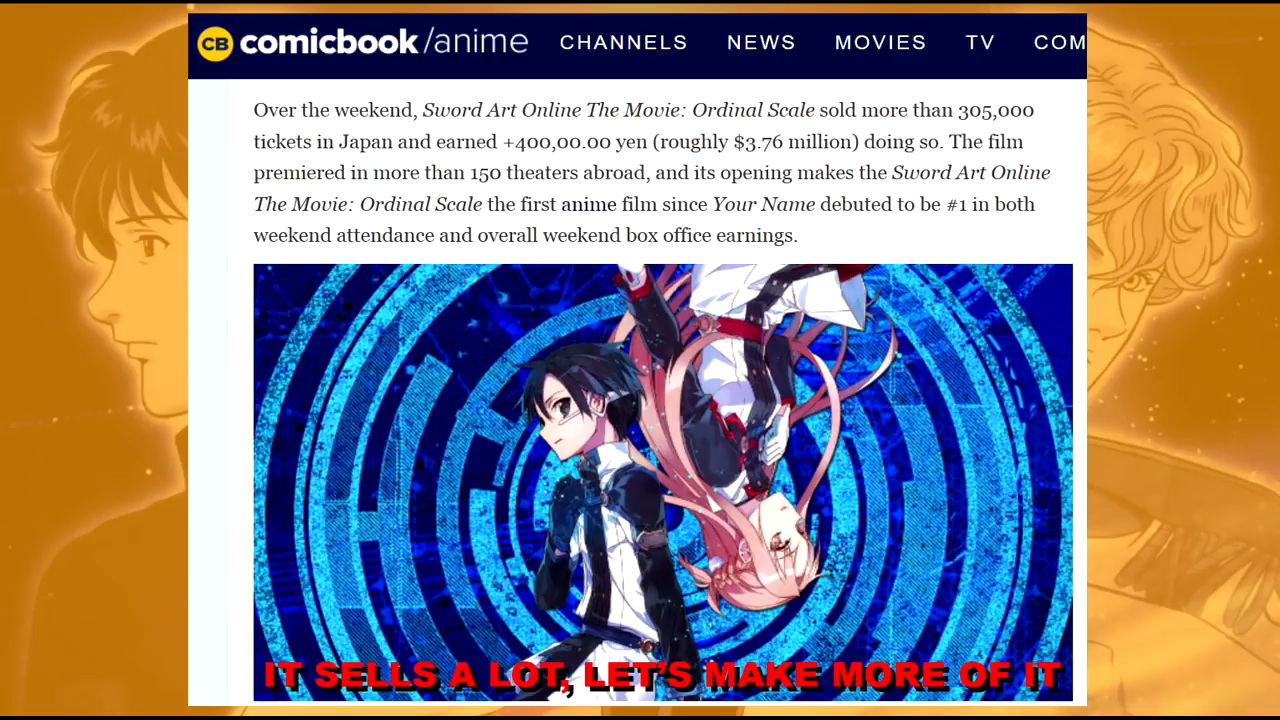 CB comicbook/anime CHANNELS NEWS MOVIES TV COM
Over the weekend, Sword Art Online The Movie: Ordinal Scale sold more than 305,000
tickets in Japan and earned +400,00.00 yen (roughly $3.76 million) doing so. The film
premiered in more than 150 theaters abroad, and its opening makes the Sword Art Online
The Movie: Ordinal Scale the first anime film since Your Name debuted to be #1 in both
weekend attendance and overall weekend box office earnings.
IT SELLS A LOT, LET'S MAKE MORE OF IT